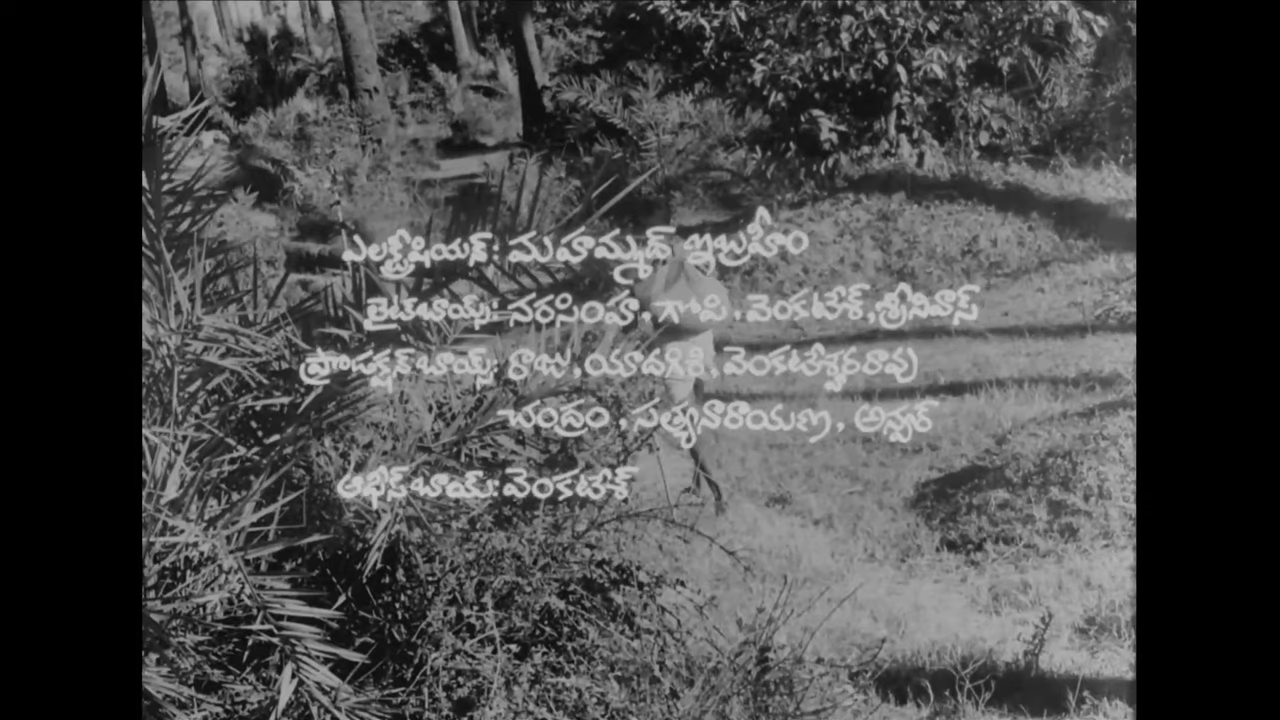 ఎలక్ట్రీషియన్: మహమ్మద్ ఇబ్రహీం
లైట్ బాయ్స్: నరసింహ, గోపి, వెంకటేశ్, శ్రీనివాస్
ప్రొడక్షన్ బాయ్స్: రాజు, యాదగిరి, వెంకటేశ్వరరావు
చంద్రం, సత్యనారాయణ, అన్వర్
ఆఫీస్ బాయ్: వెంకటేశ్